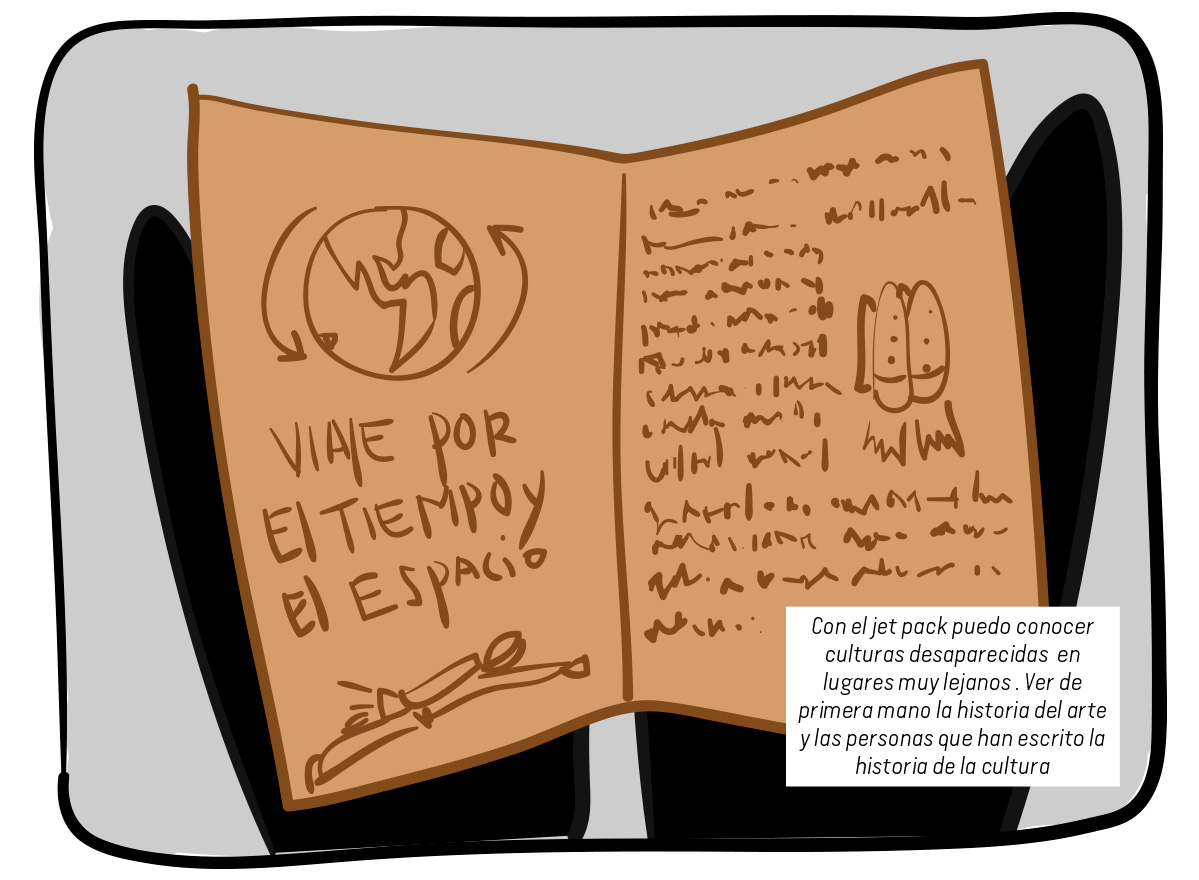 VIAJE POR
El TIEMPO y
El ESPACIO
Con el jet pack puedo conocer
culturas desaparecidas en
lugares muy lejanos . Ver de
primera mano la historia del arte
y las personas que han escrito la
historia de la cultura